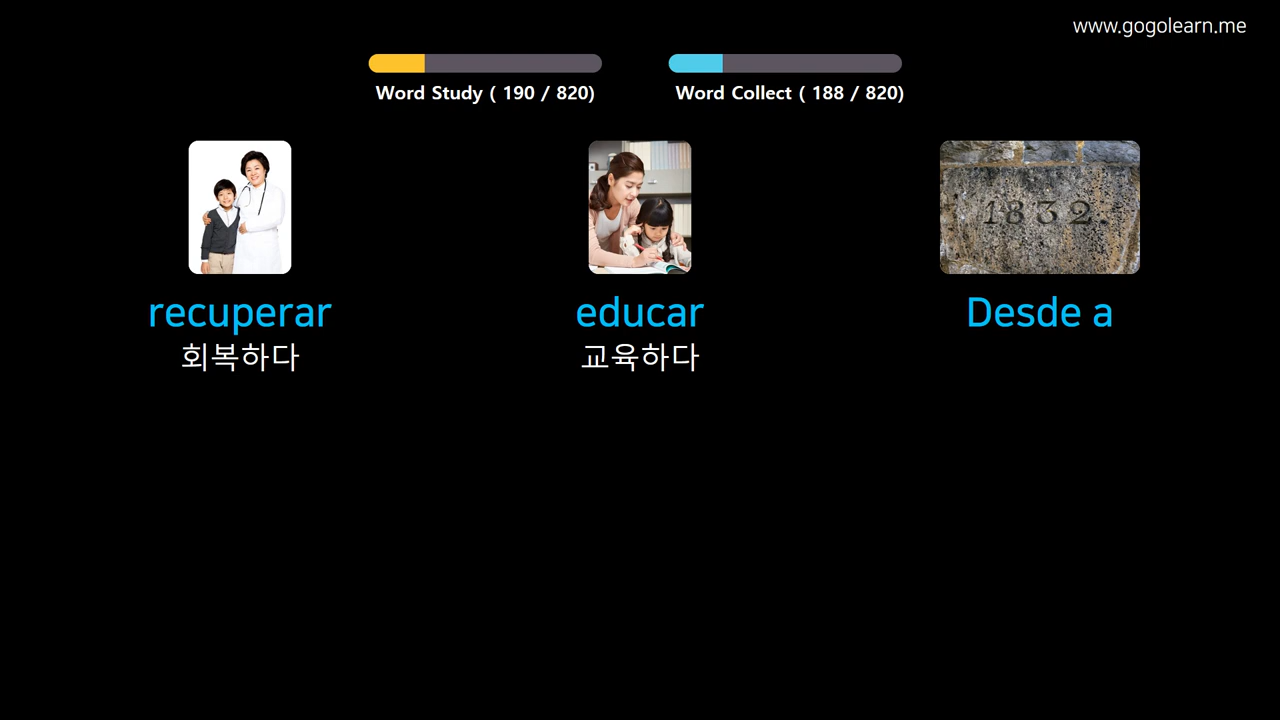 www.gogolearn.me
Word Study ( 190 / 820)
Word Collect ( 188 / 820)
1832.
recuperar
회복하다
educar
교육하다
Desde a